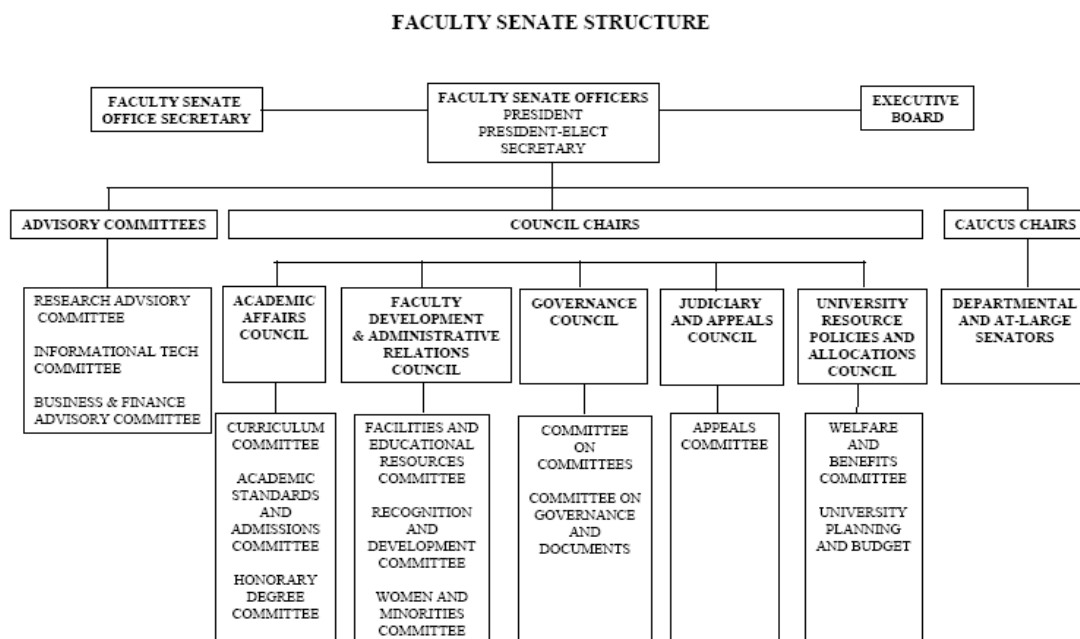 FACULTY SENATE STRUCTURE
FACULTY SENATE
OFFICE SECRETARY
FACULTY SENATE OFFICERS
PRESIDENT
PRESIDENT-ELECT
SECRETARY
EXECUTIVE
BOARD
ADVISORY COMMITTEES
COUNCIL CHAIRS
CAUCUS CHAIRS
RESEARCH ADVSIORY
COMMITTEE
INFORMATIONAL TECH
COMMITTEE
BUSINESS & FINANCE
ADVISORY COMMITTEE
ACADEMIC
AFFAIRS
COUNCIL
FACULTY
DEVELOPMENT
& ADMINISTRATIVE
RELATIONS
COUNCIL
GOVERNANCE
COUNCIL
JUDICIARY
AND APPEALS
COUNCIL
UNIVERSITY
RESOURCE
POLICIES AND
ALLOCATIONS
COUNCIL
DEPARTMENTAL
AND AT-LARGE
SENATORS
CURRICULUM
COMMITTEE
ACADEMIC
STANDARDS
AND
ADMISSIONS
COMMITTEE
HONORARY
DEGREE
COMMITTEE
FACILITIES AND
EDUCATIONAL
RESOURCES
COMMITTEE
RECOGNITION
AND
DEVELOPMENT
COMMITTEE
WOMEN AND
MINORITIES
COMMITTEE
COMMITTEE
ON
COMMITTEES
COMMITTEE ON
GOVERNANCE
AND
DOCUMENTS
APPEALS
COMMITTEE
WELFARE
AND
BENEFITS
COMMITTEE
UNIVERSITY
PLANNING
AND BUDGET